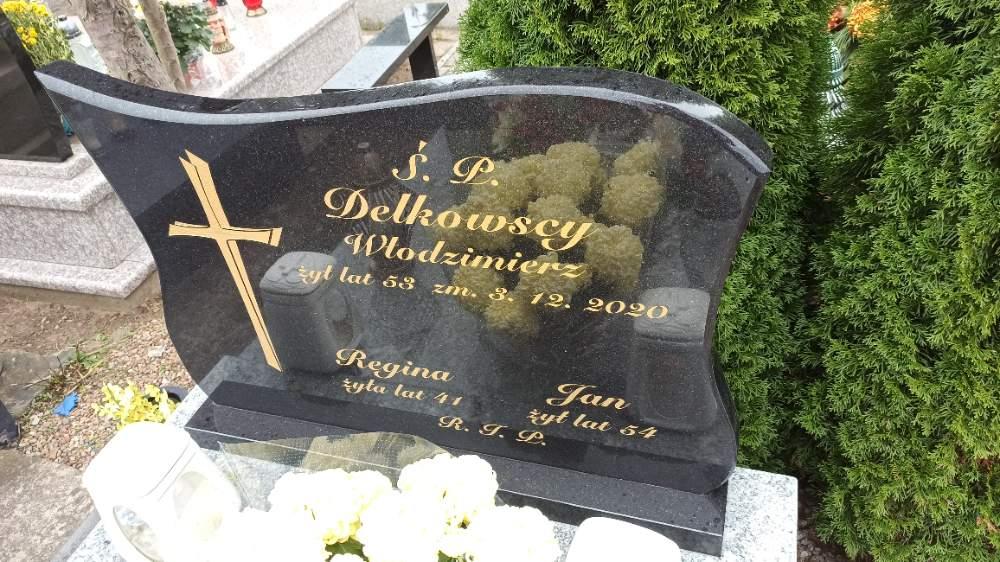 Ś. P.
Delkowscy
Włodzimierz
żył lat 53 zm. 3. 12. 2020
Regina
żyła lat 41
Jan
żył lat 54
R. I. P.